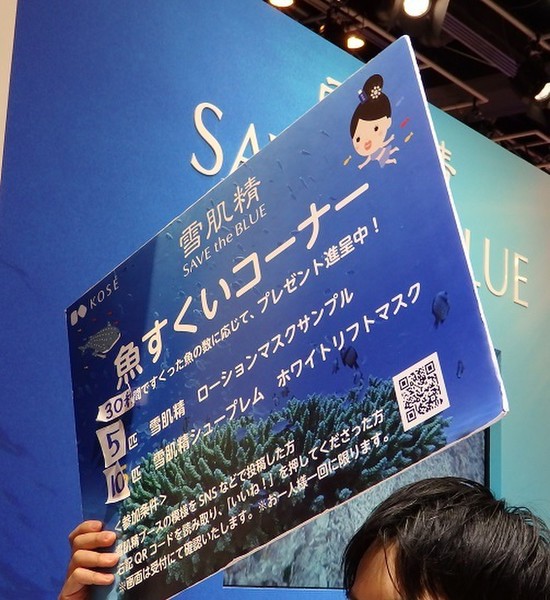 SAVE
BLUE
KOSÉ
雪肌精
SAVE the BLUE
魚すくいコーナー
30秒間ですくった魚の数に応じて、プレゼント進呈中！
5匹 雪肌精 ローションマスクサンプル
10匹 雪肌精シュープレム ホワイトリフトマスク
＜参加条件＞
雪肌精ブースの模様をSNSなどで投稿した方
右記QRコードを読み取り、「いいね！」を押してくださった方
※画面は受付にて確認いたします。※お一人様一回に限ります。